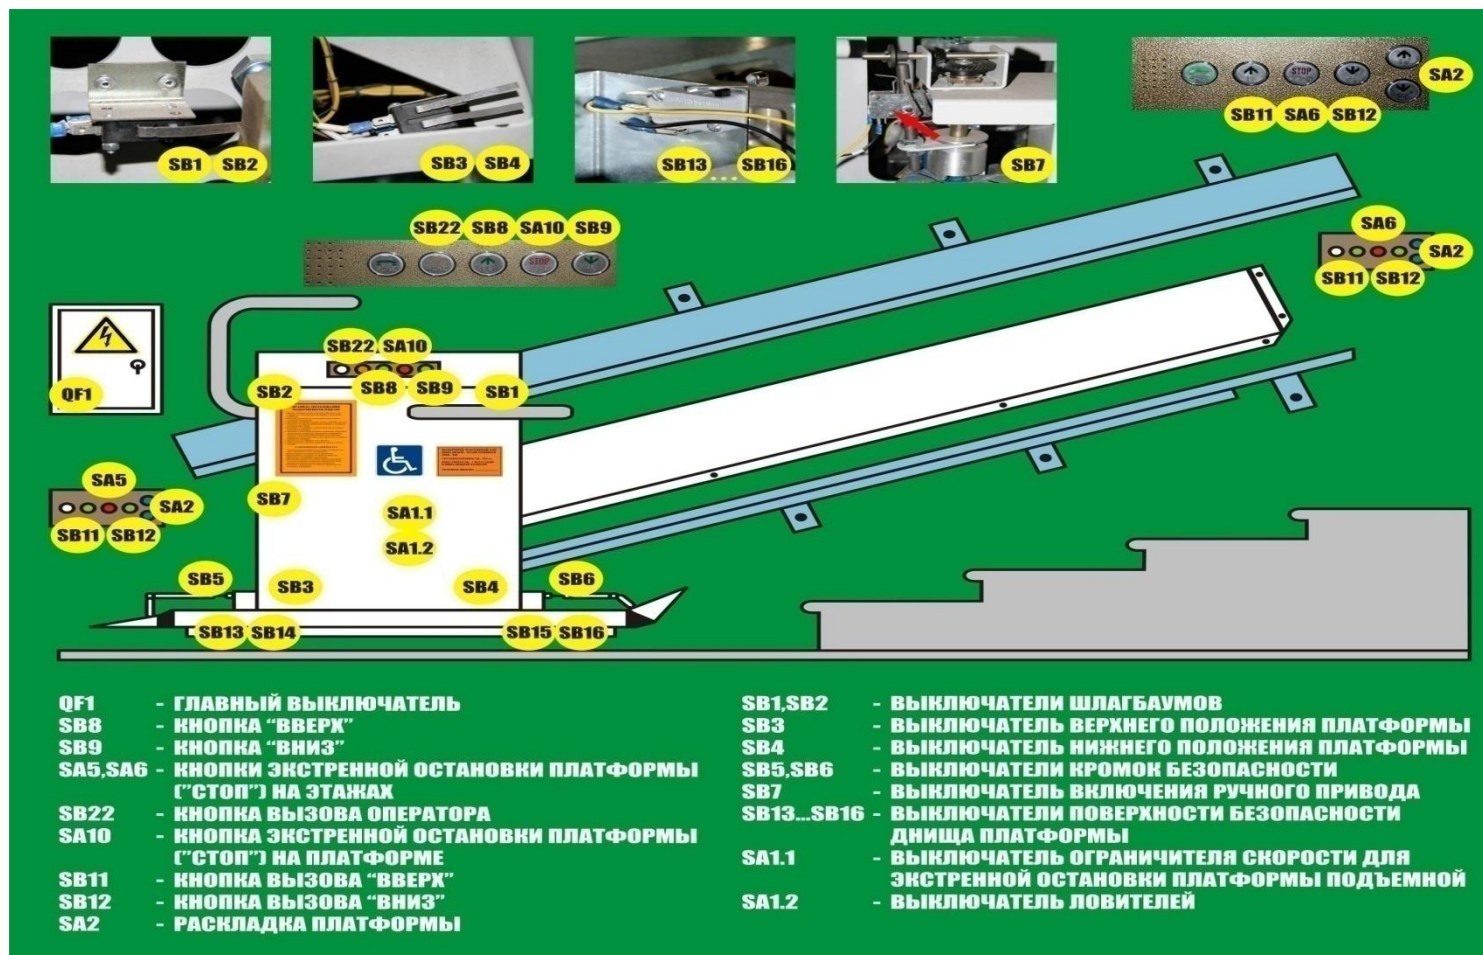 SB1 SB2
SB3 SB4
SB13 ... SB16
SB7
STOP
SA2
SB11 SA6 SB12
SB22 SB8 SA10 SB9
STOP
SA6
SA2
SB11 SB12
QF1
SB22 SA10
SB8 SB9
SB2
SB1
SA5
SA2
SB11 SB12
SB7
SA1.1
SA1.2
SB5
SB3
SB4
SB6
SB13 SB14
SB15 SB16
QF1 - ГЛАВНЫЙ ВЫКЛЮЧАТЕЛЬ
SB8 - КНОПКА “ВВЕРХ”
SB9 - КНОПКА “ВНИЗ”
SA5,SA6 - КНОПКИ ЭКСТРЕННОЙ ОСТАНОВКИ ПЛАТФОРМЫ
(”СТОП”) НА ЭТАЖАХ
SB22 - КНОПКА ВЫЗОВА ОПЕРАТОРА
SA10 - КНОПКА ЭКСТРЕННОЙ ОСТАНОВКИ ПЛАТФОРМЫ
(”СТОП”) НА ПЛАТФОРМЕ
SB11 - КНОПКА ВЫЗОВА “ВВЕРХ”
SB12 - КНОПКА ВЫЗОВА “ВНИЗ”
SA2 - РАСКЛАДКА ПЛАТФОРМЫ
SB1,SB2 - ВЫКЛЮЧАТЕЛИ ШЛАГБАУМОВ
SB3 - ВЫКЛЮЧАТЕЛЬ ВЕРХНЕГО ПОЛОЖЕНИЯ ПЛАТФОРМЫ
SB4 - ВЫКЛЮЧАТЕЛЬ НИЖНЕГО ПОЛОЖЕНИЯ ПЛАТФОРМЫ
SB5,SB6 - ВЫКЛЮЧАТЕЛИ КРОМОК БЕЗОПАСНОСТИ
SB7 - ВЫКЛЮЧАТЕЛЬ ВКЛЮЧЕНИЯ РУЧНОГО ПРИВОДА
SB13...SB16 - ВЫКЛЮЧАТЕЛИ ПОВЕРХНОСТИ БЕЗОПАСНОСТИ
ДНИЩА ПЛАТФОРМЫ
SA1.1 - ВЫКЛЮЧАТЕЛЬ ОГРАНИЧИТЕЛЯ СКОРОСТИ ДЛЯ
ЭКСТРЕННОЙ ОСТАНОВКИ ПЛАТФОРМЫ ПОДЪЕМНОЙ
SA1.2 - ВЫКЛЮЧАТЕЛЬ ЛОВИТЕЛЕЙ